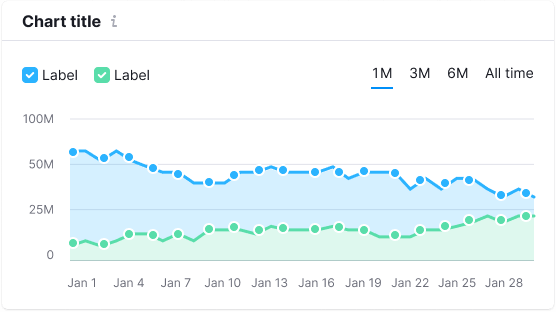 Chart title i
Label Label 1M 3M 6M All time
100M
50M
25M
0
Jan 1 Jan 4 Jan 7 Jan 10 Jan 13 Jan 16 Jan 19 Jan 22 Jan 25 Jan 28